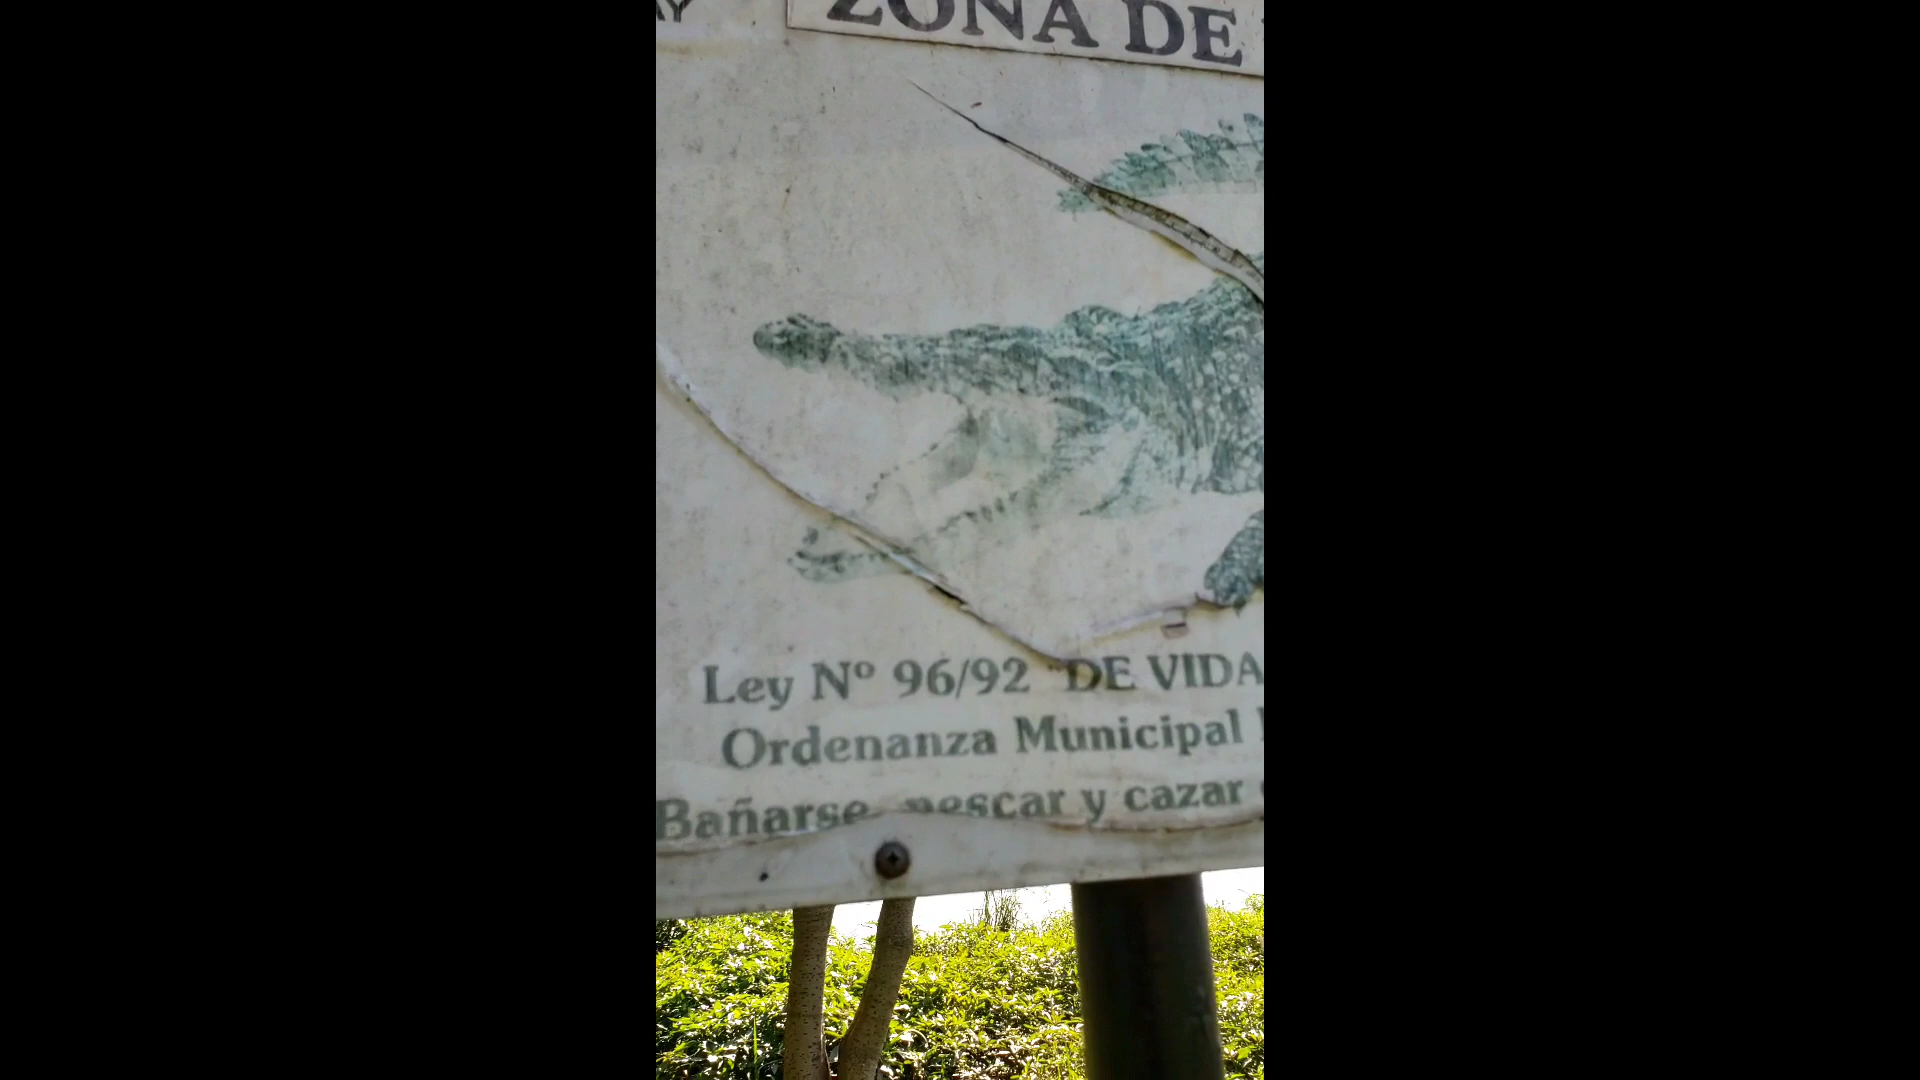 ZONA DE
Ley Nº 96/92 "DE VIDA
Ordenanza Municipal
Bañarse, pescar y cazar